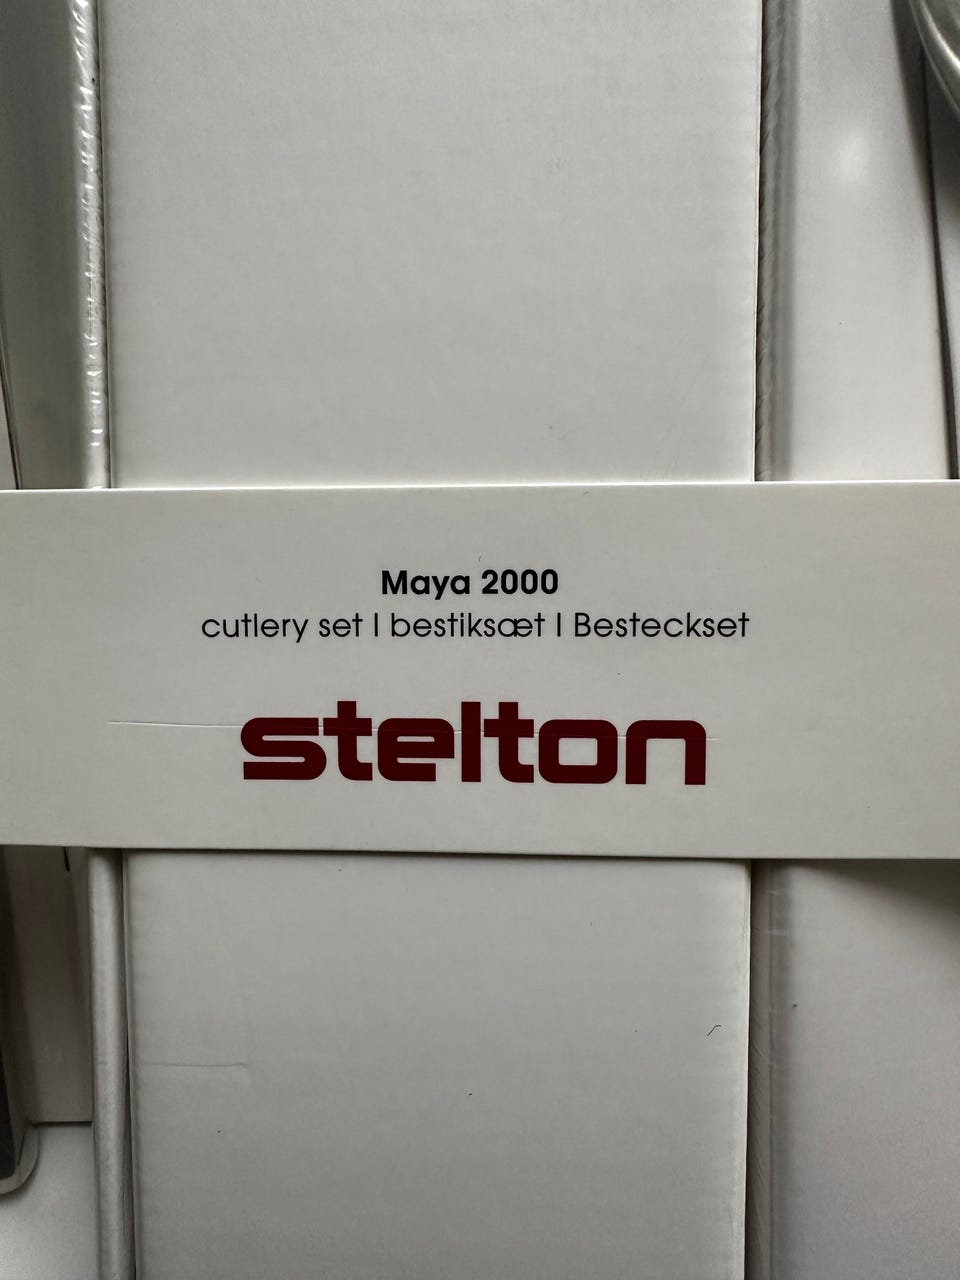 Maya 2000
cutlery set | bestiksæt | Besteckset
stelton